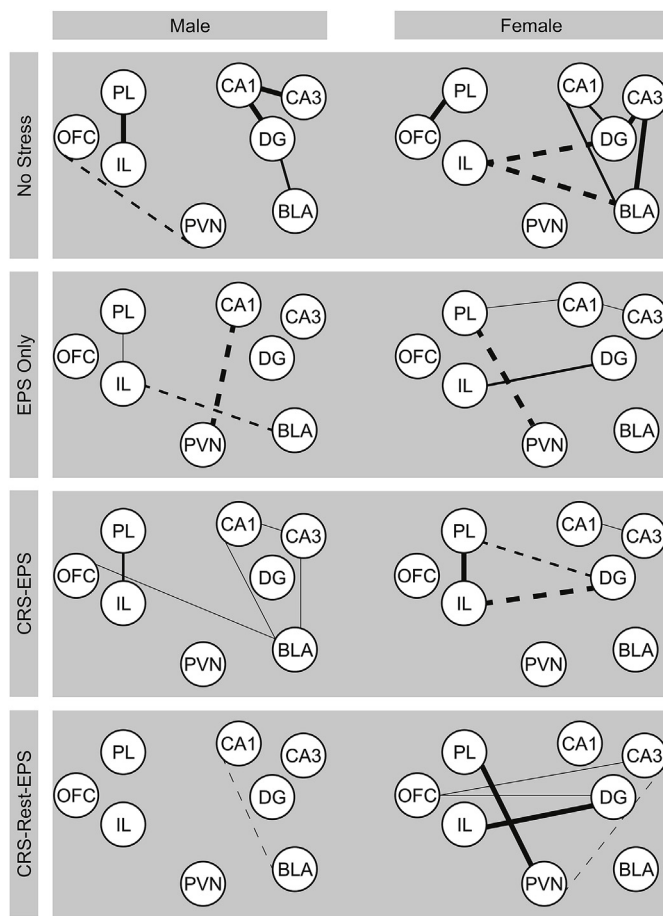 Male Female
No Stress
PL CA1 CA3 OFC DG IL BLA PVN
PL CA1 CA3 OFC DG IL BLA PVN
EPS Only
PL CA1 CA3 OFC DG IL BLA PVN
PL CA1 CA3 OFC DG IL BLA PVN
CRS-EPS
PL CA1 CA3 OFC DG IL BLA PVN
PL CA1 CA3 OFC DG IL BLA PVN
CRS-Rest-EPS
PL CA1 CA3 OFC DG IL BLA PVN
PL CA1 CA3 OFC DG IL BLA PVN